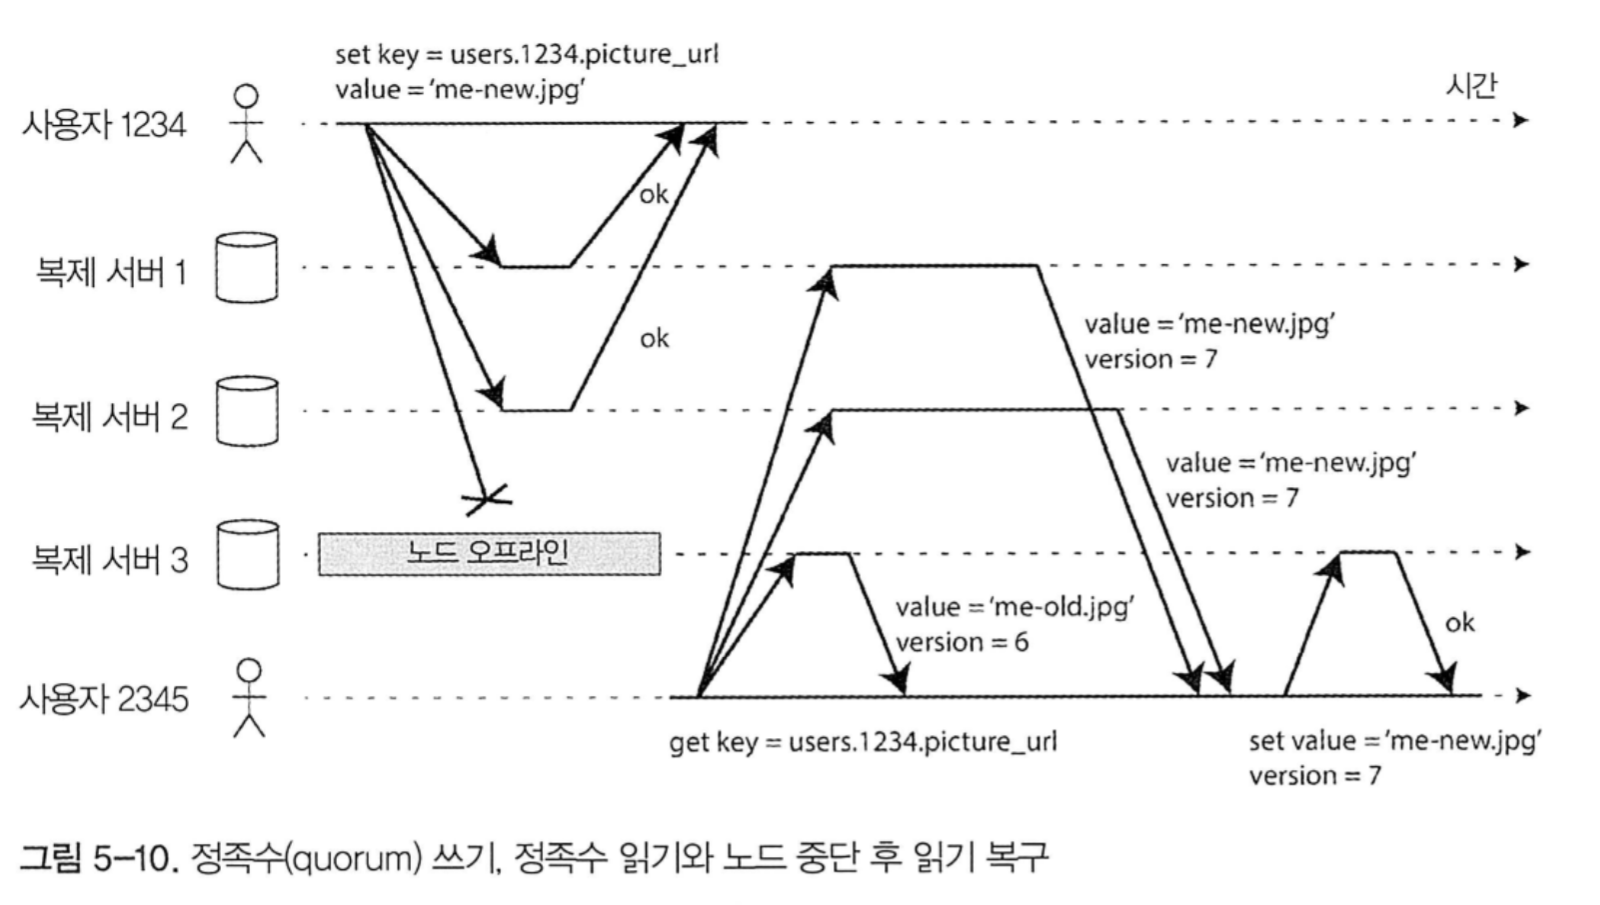 set key = users.1234.picture_url
value = ‘me-new.jpg’
시간
사용자 1234
ok
복제 서버 1
value = ‘me-new.jpg’
version = 7
ok
복제 서버 2
value = ‘me-new.jpg’
version = 7
노드 오프라인
복제 서버 3
value = ‘me-old.jpg’
version = 6
ok
사용자 2345
get key = users.1234.picture_url
set value = ‘me-new.jpg’
version = 7
그림 5-10. 정족수(quorum) 쓰기, 정족수 읽기와 노드 중단 후 읽기 복구